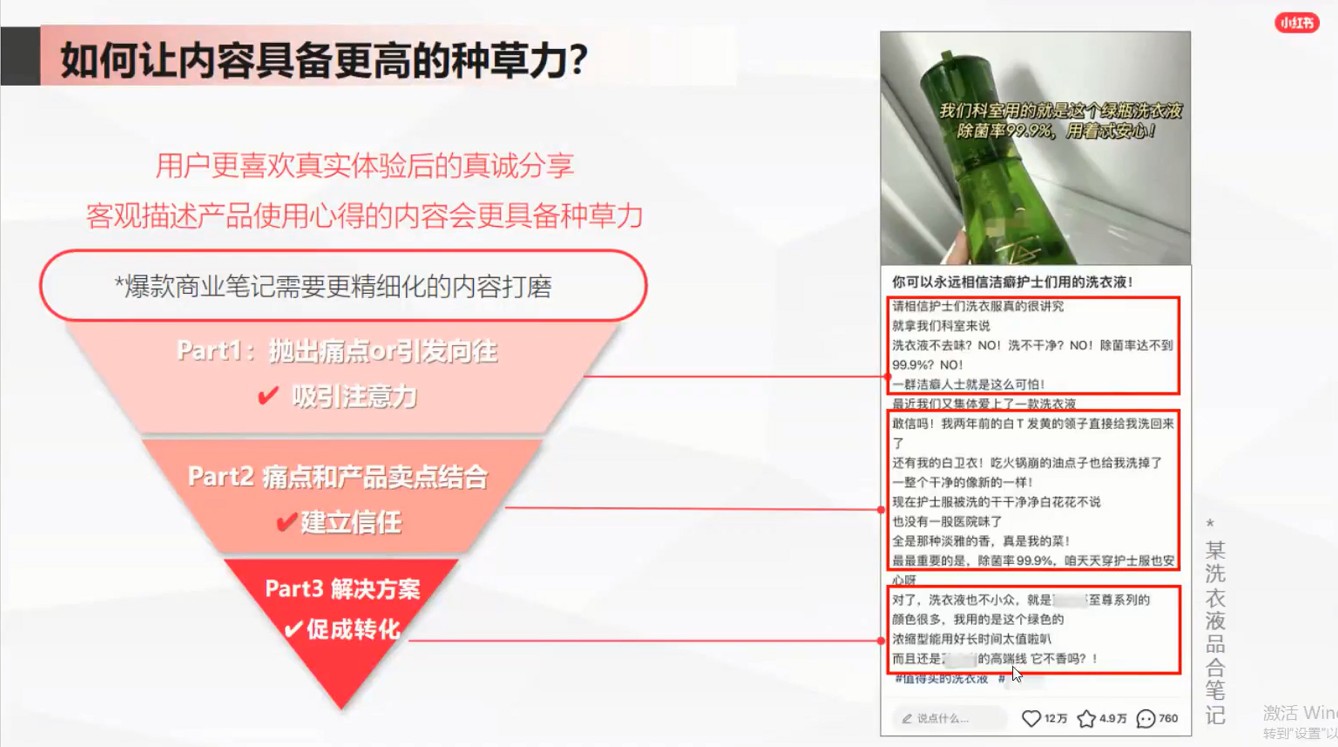 小红书
如何让内容具备更高的种草力?
用户更喜欢真实体验后的真诚分享
客观描述产品使用心得的内容会更具备种草力
*爆款商业笔记需要更精细化的内容打磨
Part1：抛出痛点or引发向往
✔ 吸引注意力
Part2 痛点和产品卖点结合
✔建立信任
Part3 解决方案
✔促成转化
我们科室用的就是这个绿瓶洗衣液
除菌率99.9%，用着忒安心！
你可以永远相信洁癖护士们用的洗衣液！
请相信护士们洗衣服真的很讲究
就拿我们科室来说
洗衣液不去味？NO！洗不干净？NO！除菌率达不到
99.9%？NO！
一群洁癖人士就是这么可怕！
最近我们又集体爱上了一款洗衣液
敢信吗！我两年前的白T 发黄的领子直接给我洗回来
了
还有我的白卫衣！吃火锅崩的油点子也给我洗掉了
一整个干净的像新的一样！
现在护士服被洗的干干净净白花花不说
也没有一股医院味了
全是那种淡雅的香，真是我的菜！
最最重要的是，除菌率99.9%，咱天天穿护士服也安
心呀
对了，洗衣液也不小众，就是 至尊系列的
颜色很多，我用的是这个绿色的
浓缩型能用好长时间太值啦叭
而且还是 的高端线 它不香吗？！
#值得买的洗衣液 #
说点什么...
12万 4.9万 760
*某洗衣液品合笔记
激活 Win
转到"设置"以